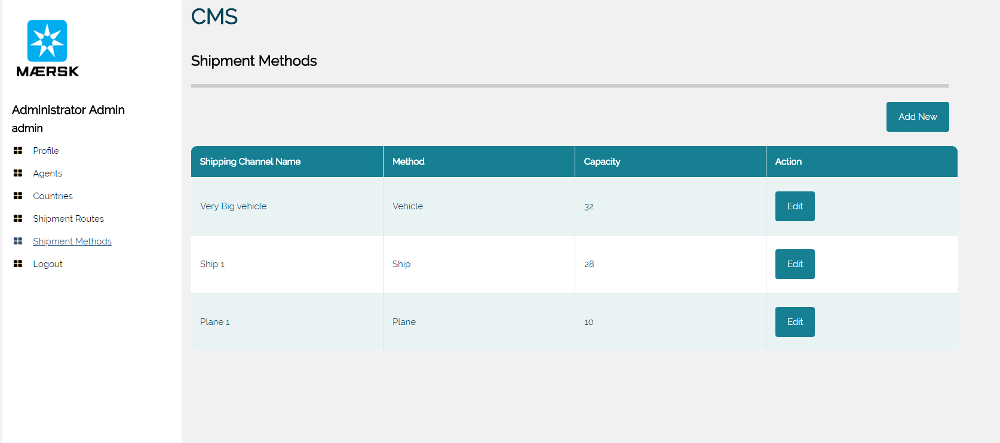 MÆRSK
Administrator Admin
admin
Profile
Agents
Countries
Shipment Routes
Shipment Methods
Logout
CMS
Shipment Methods
Add New
Shipping Channel Name Method Capacity Action
Very Big vehicle Vehicle 32 Edit
Ship 1 Ship 28 Edit
Plane 1 Plane 10 Edit